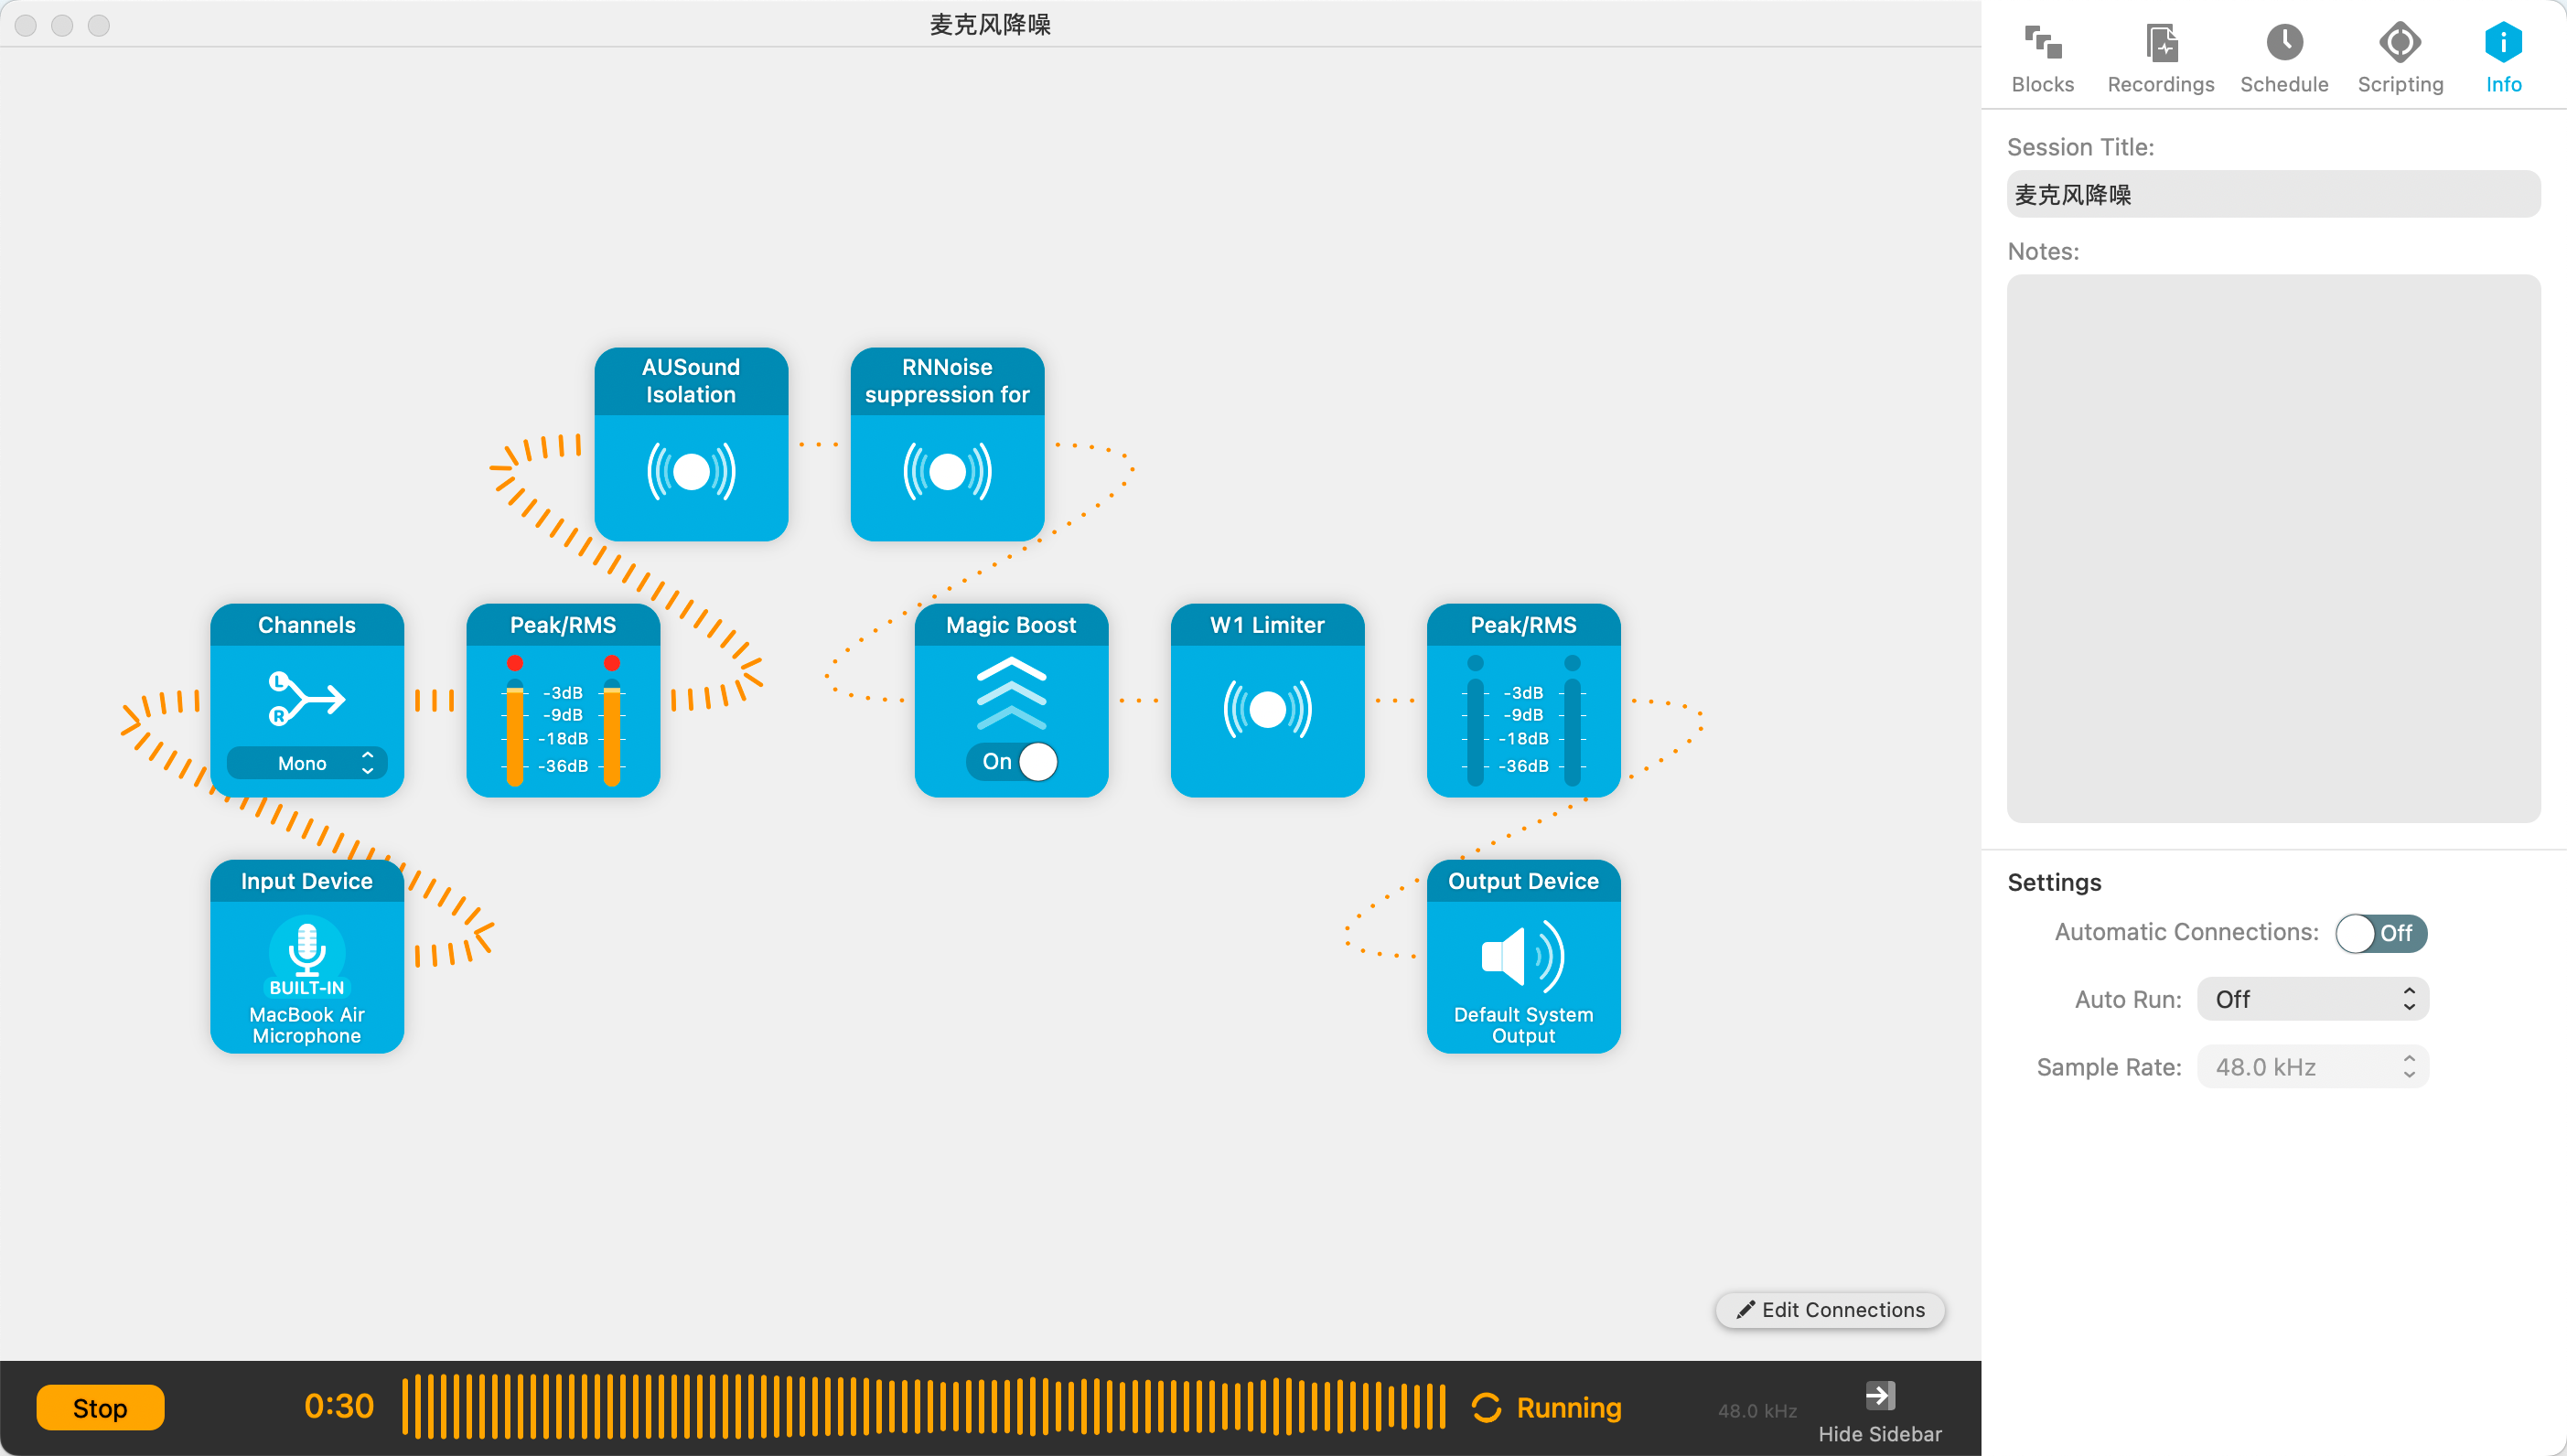 麦克风降噪
Blocks
Recordings
Schedule
Scripting
Info
Session Title:
麦克风降噪
Notes:
AUSound
Isolation
RNNoise
suppression for
Channels
L
R
Mono
Peak/RMS
-3dB
-9dB
-18dB
-36dB
Magic Boost
On
W1 Limiter
Peak/RMS
-3dB
-9dB
-18dB
-36dB
Input Device
BUILT-IN
MacBook Air
Microphone
Output Device
Default System
Output
Settings
Automatic Connections: Off
Auto Run: Off
Sample Rate: 48.0 kHz
Edit Connections
Stop
0:30
Running
48.0 kHz
Hide Sidebar